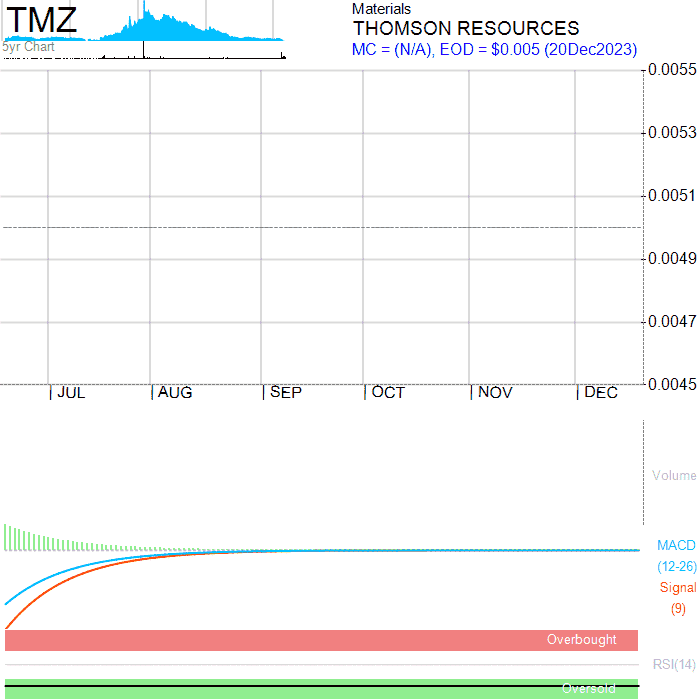 TMZ
5yr Chart
Materials
THOMSON RESOURCES
MC = (N/A), EOD = $0.005 (20Dec2023)
0.0055
0.0053
0.0051
0.0049
0.0047
0.0045
JUL AUG SEP OCT NOV DEC
Volume
MACD
(12-26)
Signal
(9)
Overbought
RSI(14)
Oversold